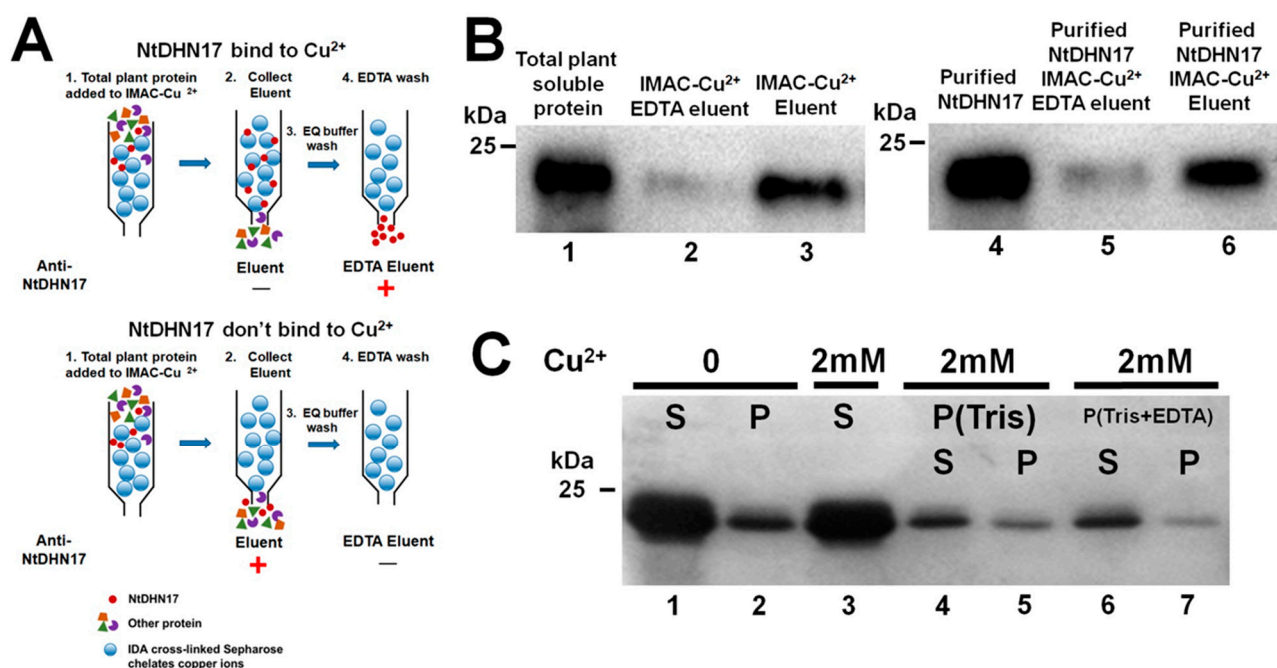 A
NtDHN17 bind to Cu2+
1. Total plant protein
added to IMAC-Cu 2+
2. Collect
Eluent
3. EQ buffer
wash
4. EDTA wash
Anti-
NtDHN17
Eluent
—
EDTA Eluent
+
NtDHN17 don't bind to Cu2+
1. Total plant protein
added to IMAC-Cu 2+
2. Collect
Eluent
3. EQ buffer
wash
4. EDTA wash
Anti-
NtDHN17
Eluent
+
EDTA Eluent
—
NtDHN17
Other protein
IDA cross-linked Sepharose
chelates copper ions
B
Total plant
soluble
protein
IMAC-Cu2+
EDTA eluent
IMAC-Cu2+
Eluent
kDa
25
1 2 3
Purified
NtDHN17
Purified
NtDHN17
IMAC-Cu2+
EDTA eluent
Purified
NtDHN17
IMAC-Cu2+
Eluent
kDa
25
4 5 6
C
Cu2+ 0 2mM 2mM 2mM
S P S P(Tris) P(Tris+EDTA)
S P S P
kDa
25
1 2 3 4 5 6 7